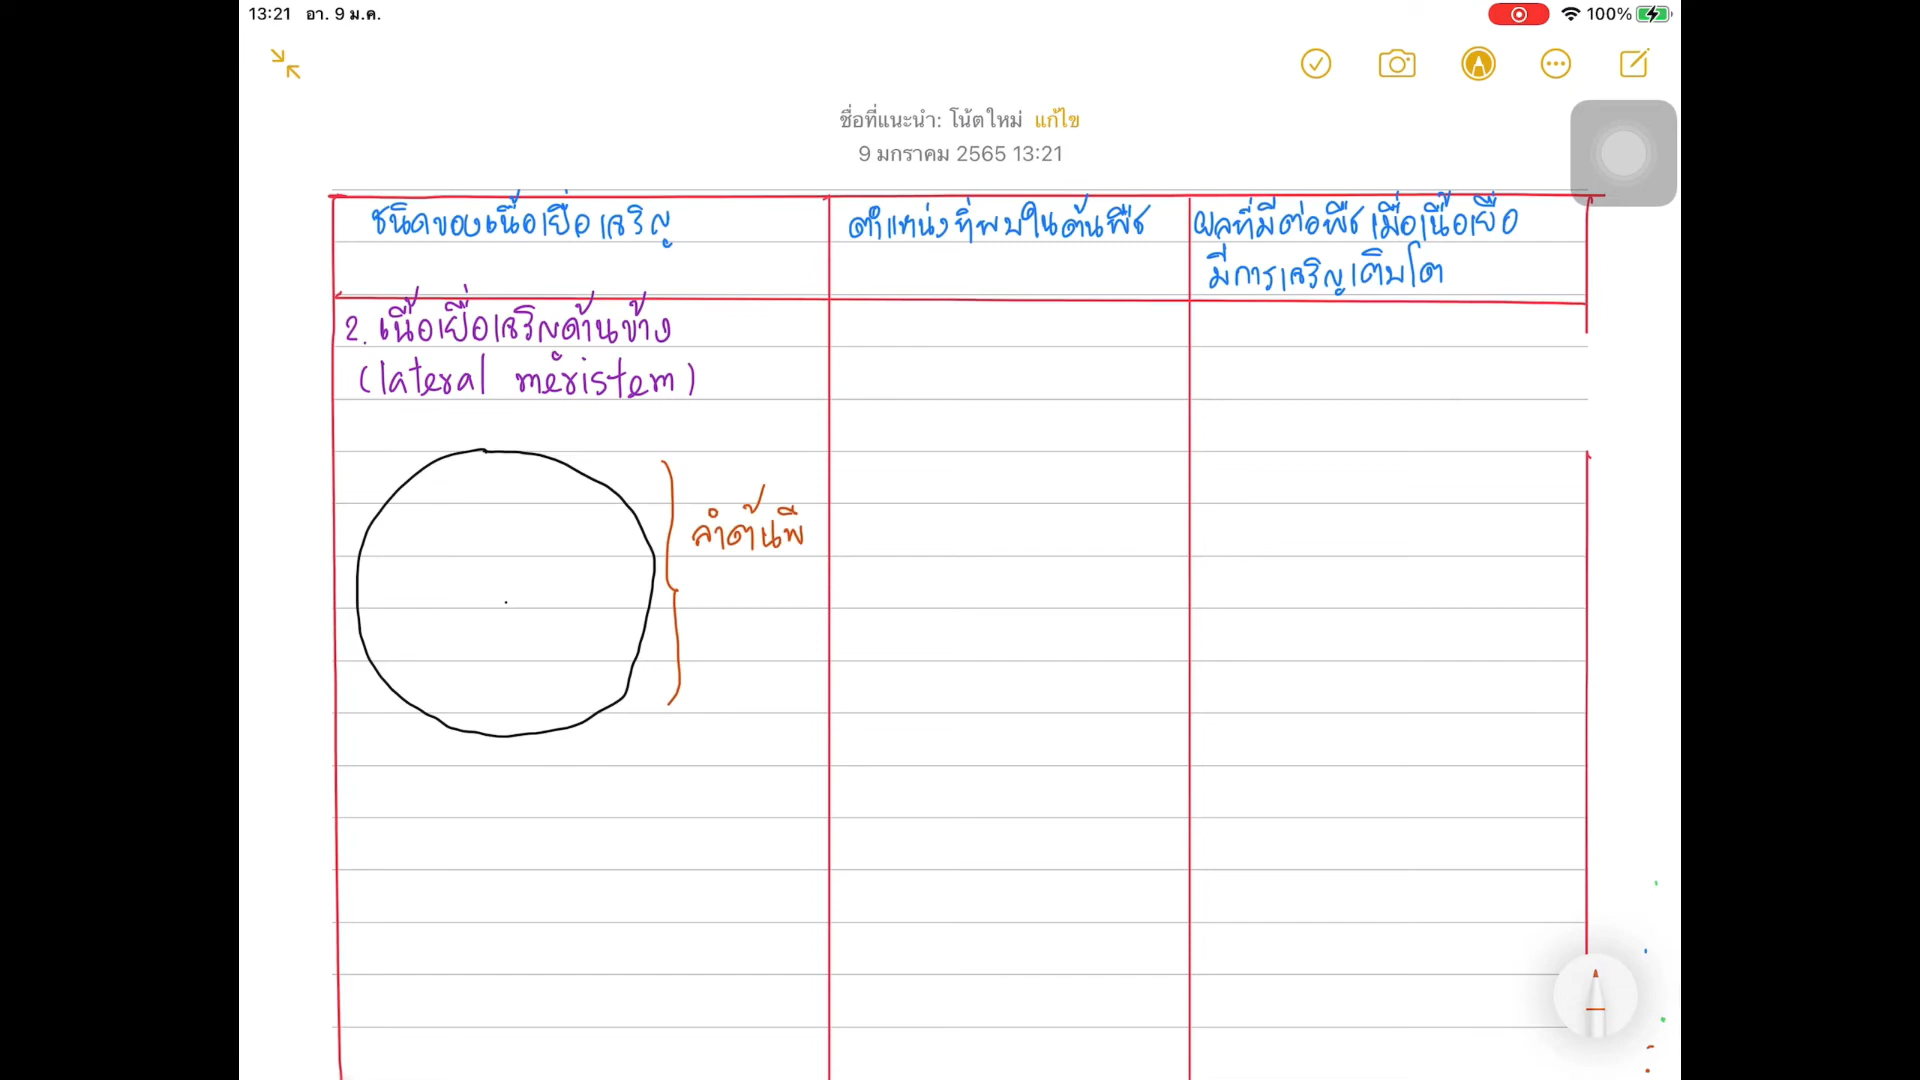 13:21 อา. 9 ม.ค.
100%
ชื่อที่แนะนำ: โน้ตใหม่ แก้ไข
9 มกราคม 2565 13:21
ชนิดของเนื้อเยื่อเจริญ
ตำแหน่งที่พบในต้นพืช
ผลที่มีต่อพืชเมื่อเนื้อเยื่อ
มีการเจริญเติบโต
2. เนื้อเยื่อเจริญด้านข้าง
(lateral meristem)
ลำต้นพื